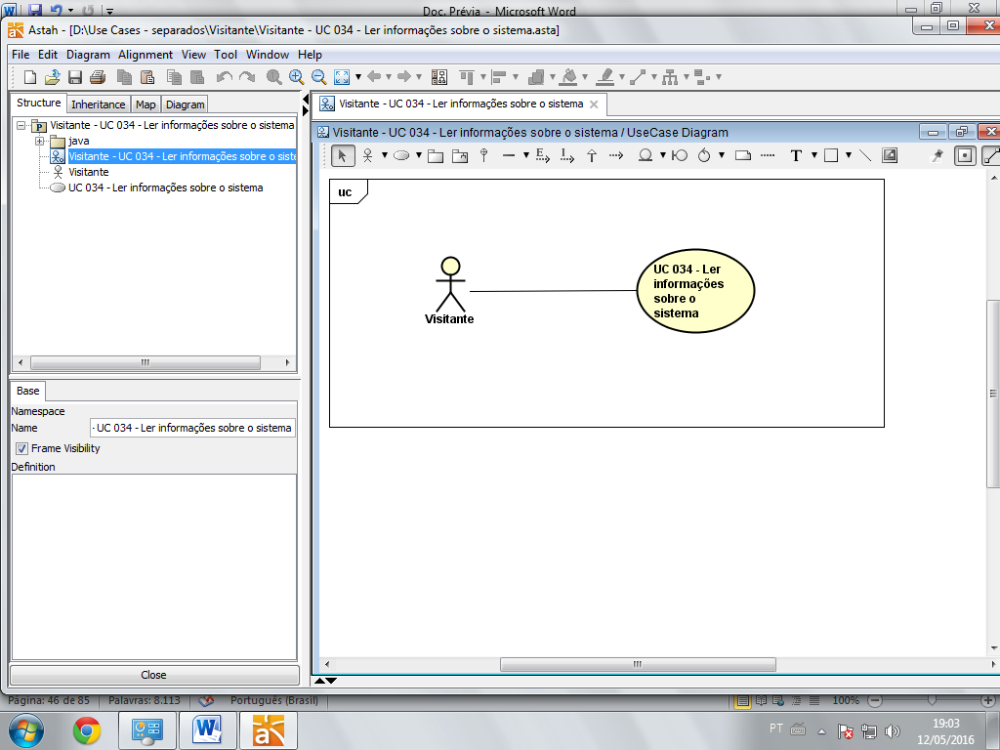 Doc. Prévia - Microsoft Word
Astah - [D:\Use Cases - separados\Visitante\Visitante - UC 034 - Ler informações sobre o sistema.asta]
File Edit Diagram Alignment View Tool Window Help
Structure Inheritance Map Diagram
Visitante - UC 034 - Ler informações sobre o sistema
java
Visitante - UC 034 - Ler informações sobre o siste
Visitante
UC 034 - Ler informações sobre o sistema
Base
Namespace
Name - UC 034 - Ler informações sobre o sistema
Frame Visibility
Definition
Close
Visitante - UC 034 - Ler informações sobre o sistema
Visitante - UC 034 - Ler informações sobre o sistema / UseCase Diagram
T
uc
Visitante
UC 034 - Ler
informações
sobre o
sistema
Página: 46 de 85 Palavras: 8.113 Português (Brasil) 100%
PT
19:03
12/05/2016